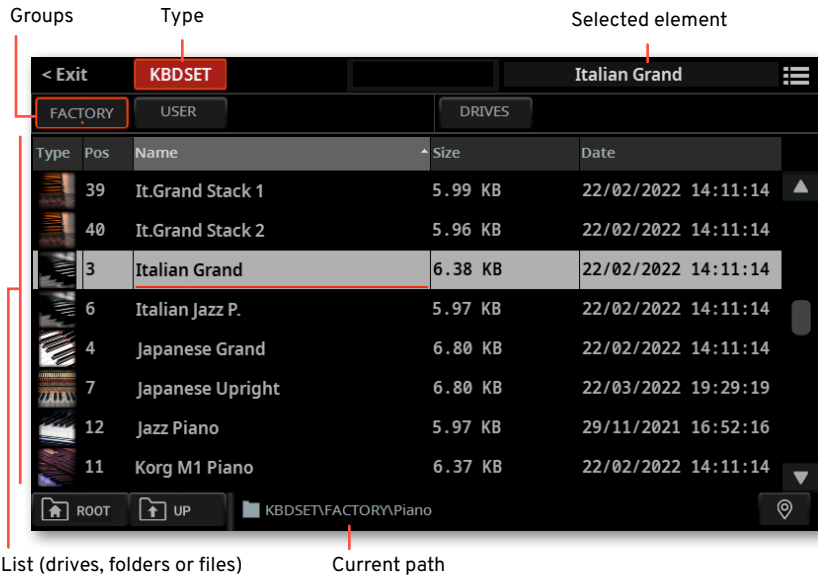 Groups Type Selected element
< Exit KBDSET Italian Grand
FACTORY USER DRIVES
Type Pos Name Size Date
39 It.Grand Stack 1 5.99 KB 22/02/2022 14:11:14
40 It.Grand Stack 2 5.96 KB 22/02/2022 14:11:14
3 Italian Grand 6.38 KB 22/02/2022 14:11:14
6 Italian Jazz P. 5.97 KB 22/02/2022 14:11:14
4 Japanese Grand 6.80 KB 22/02/2022 14:11:14
7 Japanese Upright 6.80 KB 22/03/2022 19:29:19
12 Jazz Piano 5.97 KB 29/11/2021 16:52:16
11 Korg M1 Piano 6.37 KB 22/02/2022 14:11:14
ROOT UP KBDSET\FACTORY\Piano
List (drives, folders or files) Current path